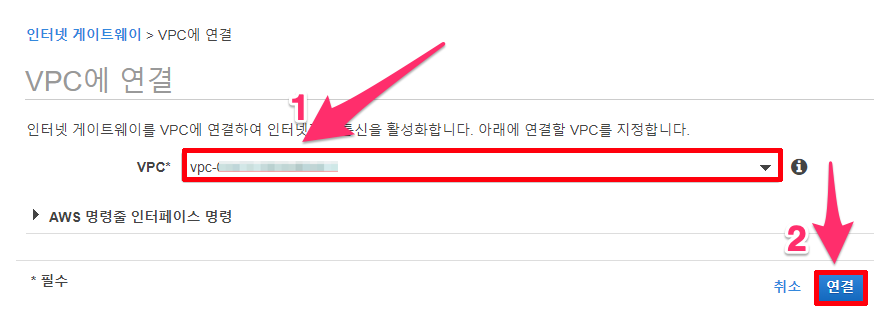 인터넷 게이트웨이 > VPC에 연결
VPC에 연결
1
인터넷 게이트웨이를 VPC에 연결하여 인터넷 통신을 활성화합니다. 아래에 연결할 VPC를 지정합니다.
VPC* vpc-
AWS 명령줄 인터페이스 명령
2
* 필수
취소 연결